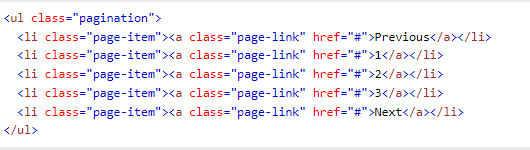 <ul class="pagination">
  <li class="page-item"><a class="page-link" href="#">Previous</a></li>
  <li class="page-item"><a class="page-link" href="#">1</a></li>
  <li class="page-item"><a class="page-link" href="#">2</a></li>
  <li class="page-item"><a class="page-link" href="#">3</a></li>
  <li class="page-item"><a class="page-link" href="#">Next</a></li>
</ul>